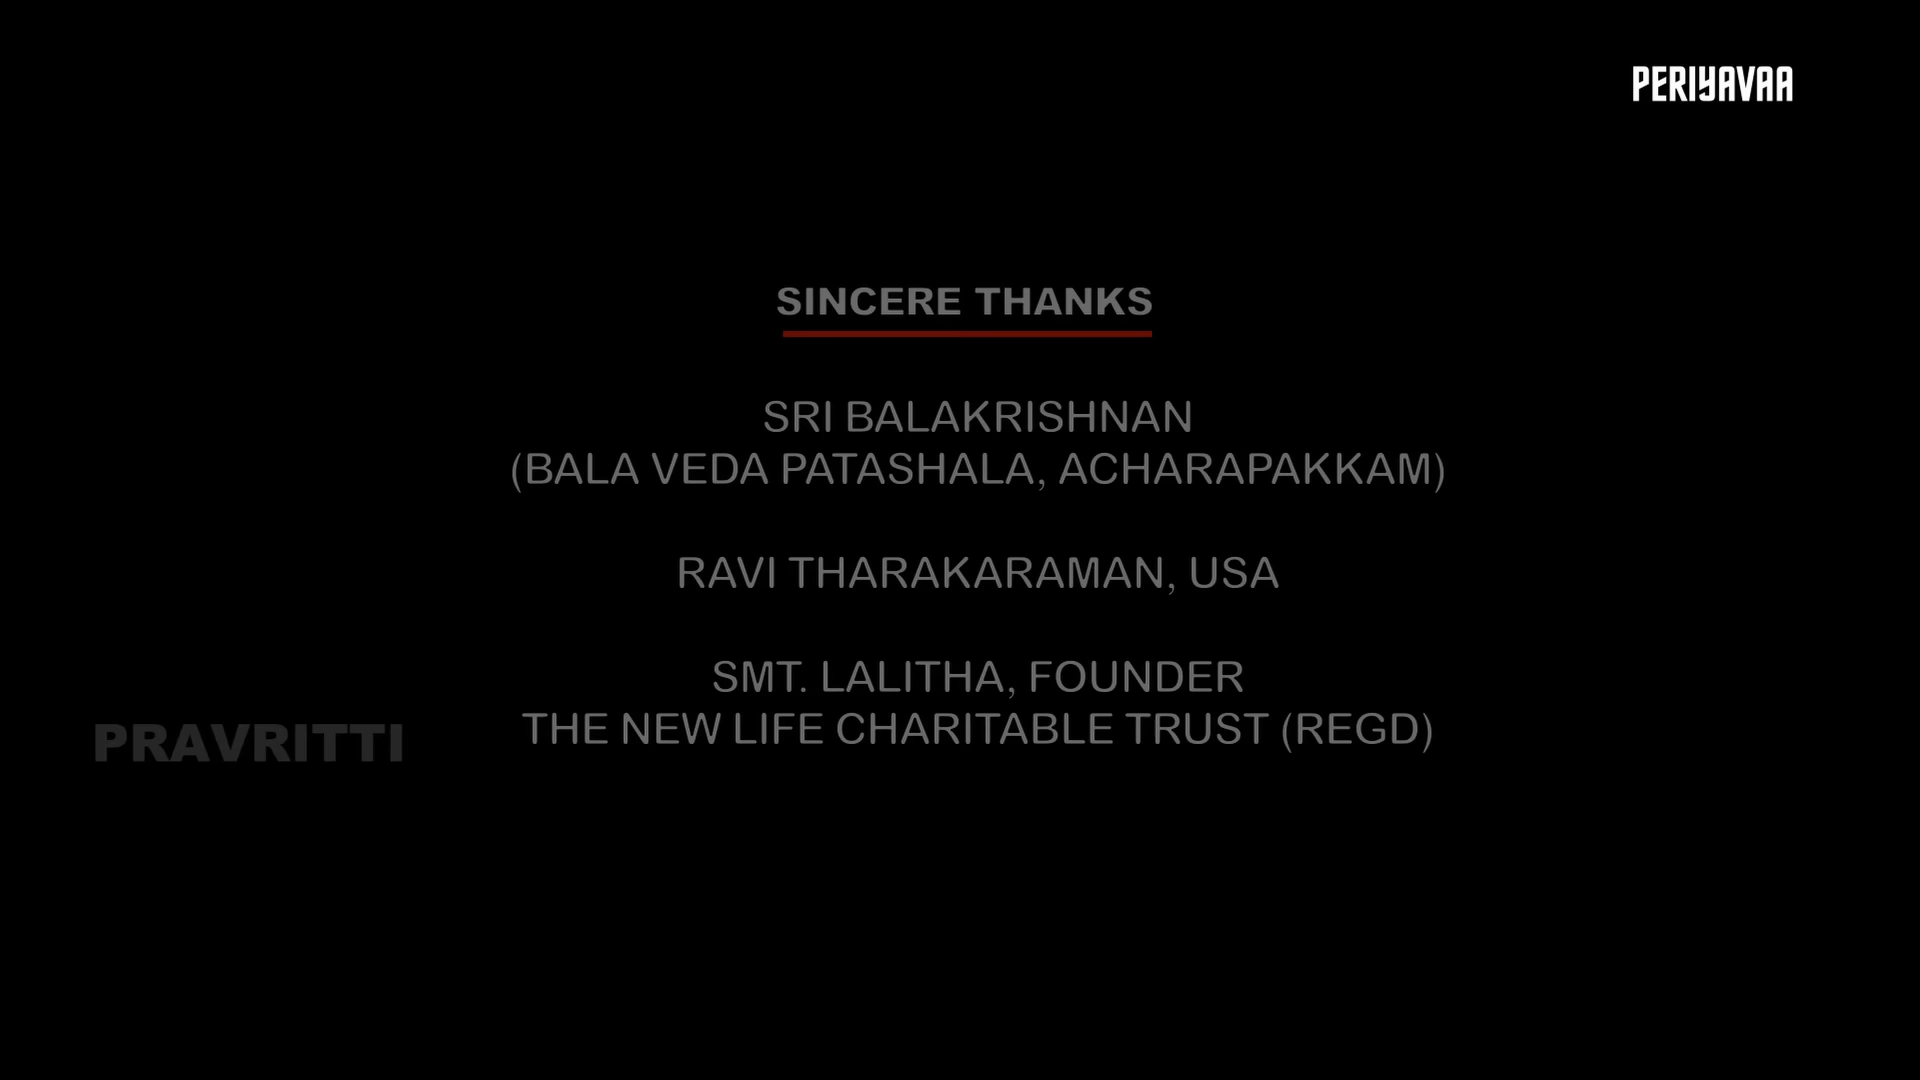 PERIYAVAA
SINCERE THANKS
SRI BALAKRISHNAN
(BALA VEDA PATASHALA, ACHARAPAKKAM)
RAVI THARAKARAMAN, USA
SMT. LALITHA, FOUNDER
THE NEW LIFE CHARITABLE TRUST (REGD)
PRAVRITTI